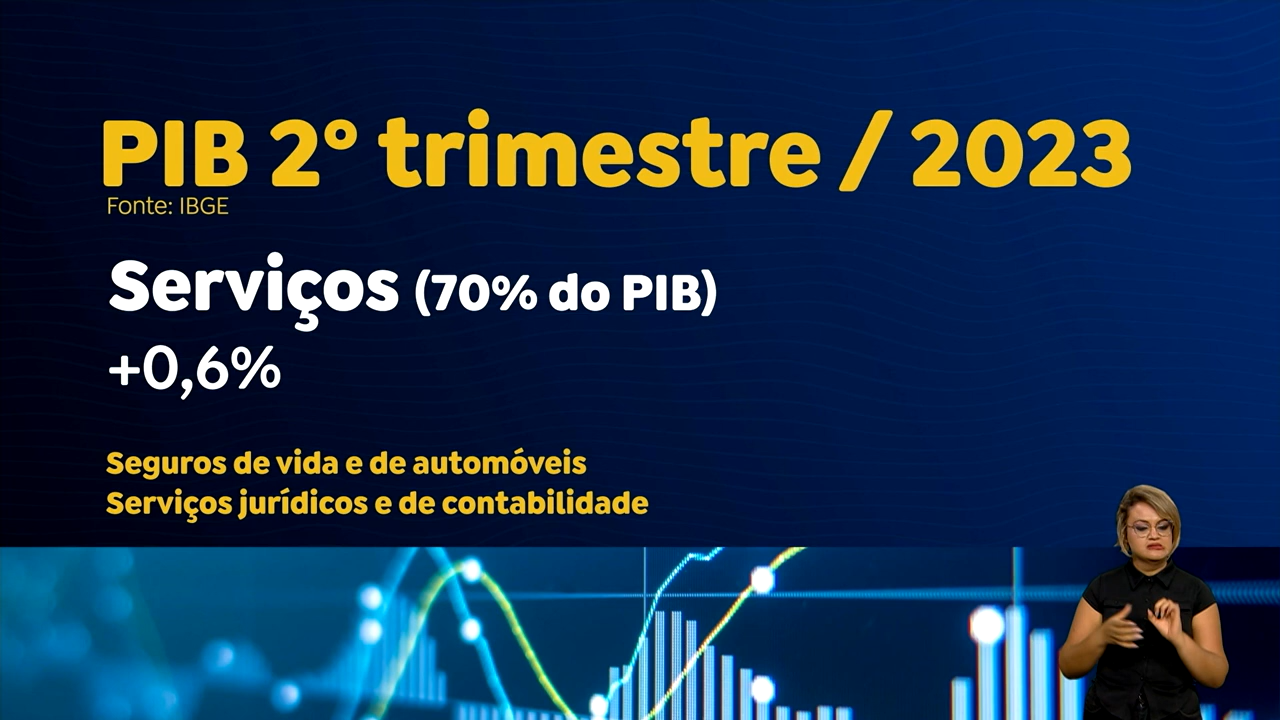 PIB 2º trimestre / 2023
Fonte: IBGE
Serviços (70% do PIB)
+0,6%
Seguros de vida e de automóveis
Serviços jurídicos e de contabilidade